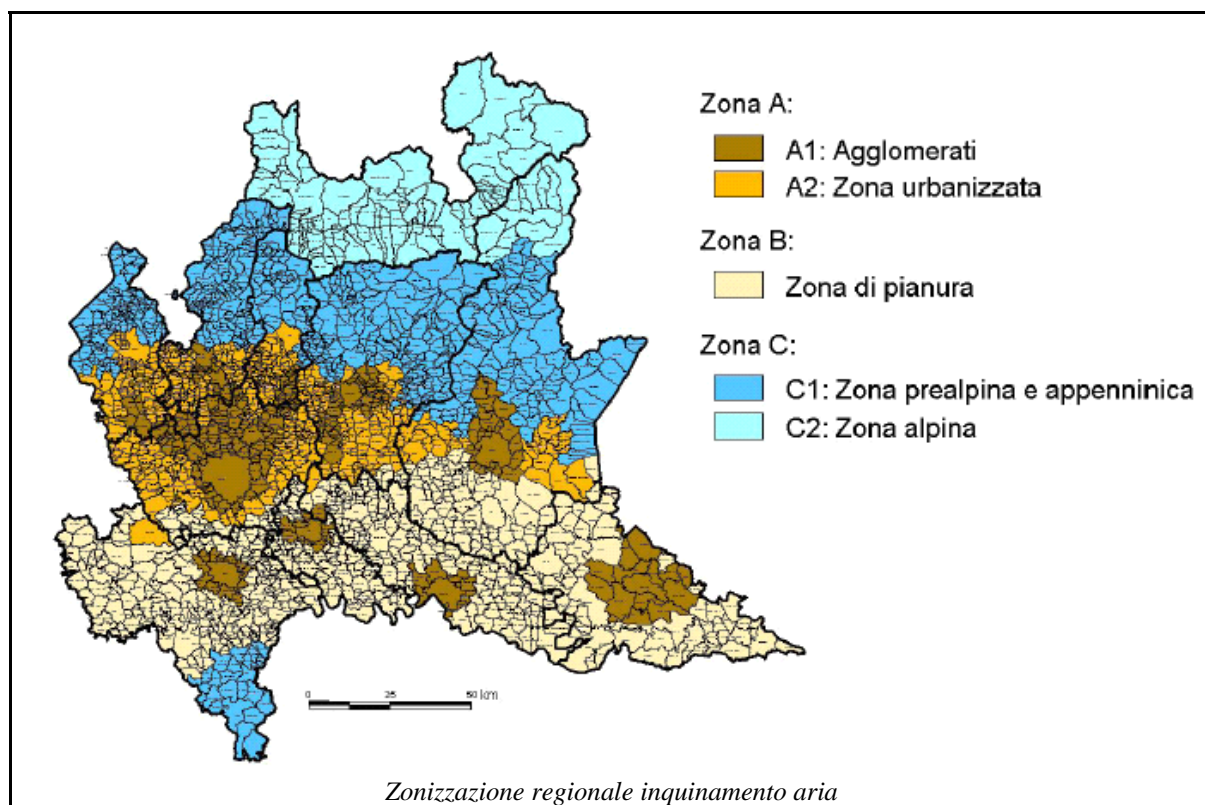 Zona A:
A1: Agglomerati
A2: Zona urbanizzata
Zona B:
Zona di pianura
Zona C:
C1: Zona prealpina e appenninica
C2: Zona alpina
0 25 50 km
Zonizzazione regionale inquinamento aria